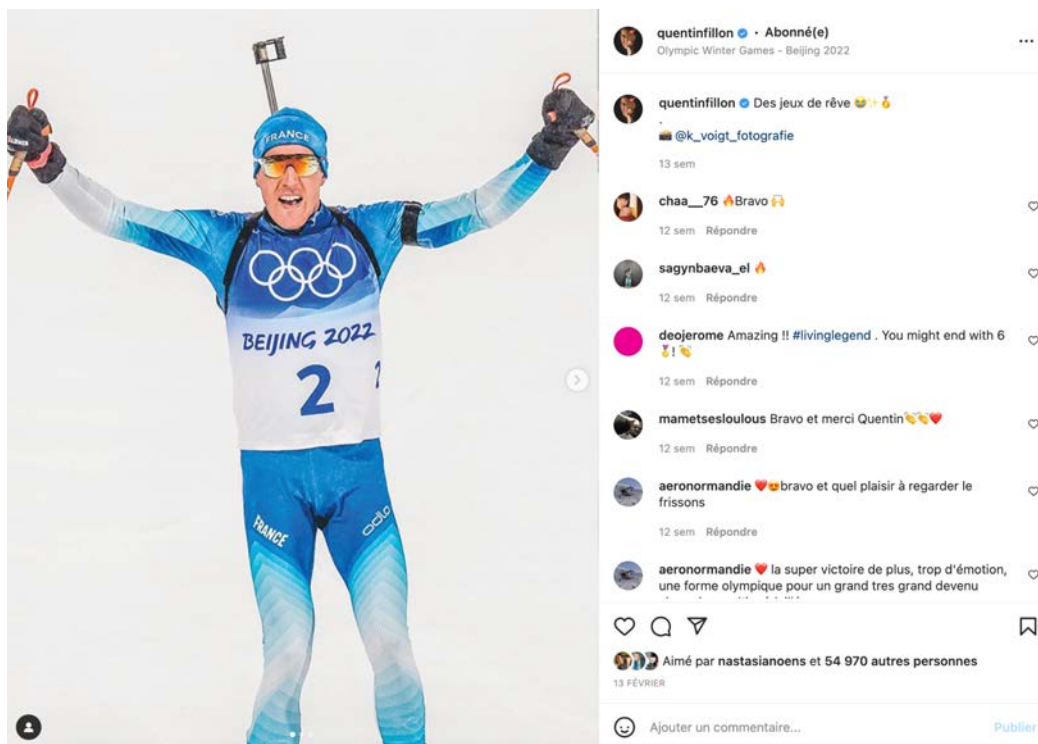 FRANCE
BEIJING 2022
2
FRANCE
odlo
quentinfillon • Abonné(e)
Olympic Winter Games - Beijing 2022
quentinfillon Des jeux de rêve 😭✨🥇
.
📸 @k_voigt_fotografie
13 sem
chaa__76 🔥Bravo 🙌
12 sem Répondre
sagynbaeva_el 🔥
12 sem Répondre
deojerome Amazing !! #livinglegend . You might end with 6
🏅! 👏
12 sem Répondre
mametsesloulous Bravo et merci Quentin👏👏❤️
12 sem Répondre
aeronormandie ❤️😍bravo et quel plaisir à regarder le
frissons
12 sem Répondre
aeronormandie ❤️ la super victoire de plus, trop d'émotion,
une forme olympique pour un grand tres grand devenu
Aimé par nastasianoens et 54 970 autres personnes
13 FÉVRIER
Ajouter un commentaire...
Publier